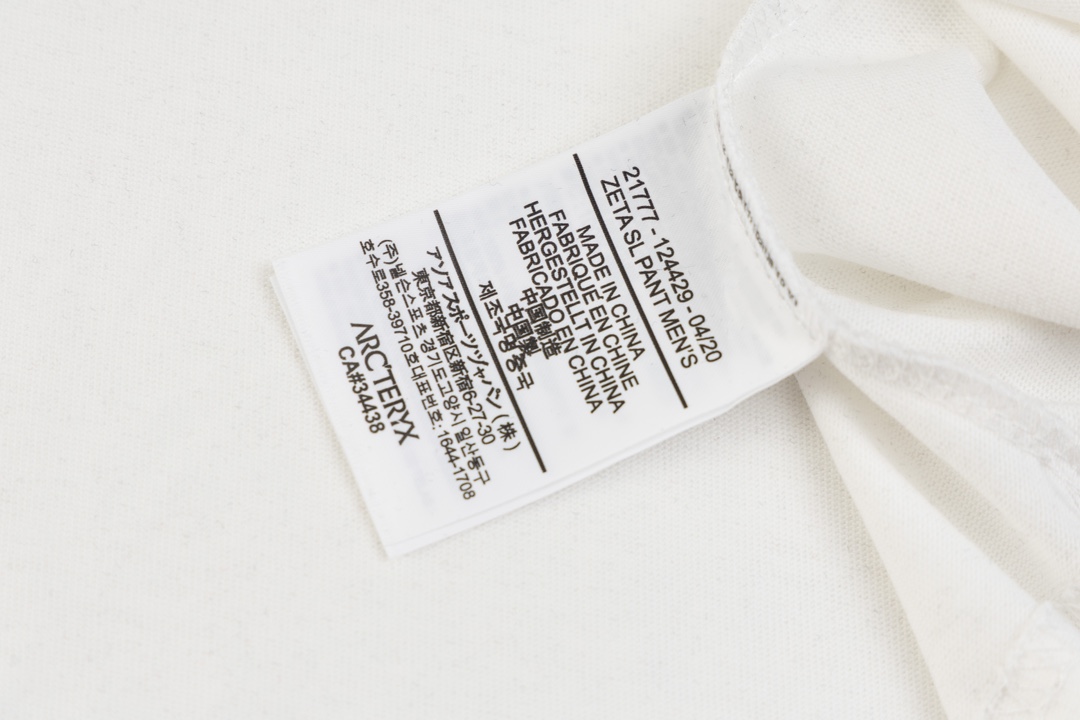 21777 - 124429 - 04/20
ZETA SL PANT MEN'S
MADE IN CHINA
FABRIQUÉ EN CHINE
HERGESTELLT IN CHINA
FABRICADO EN CHINA
中国制造
中国製
제조국명 중국
アソアスポーツジャパン(株)
東京都新宿区新宿6-27-30
(주)넬슨스포츠 경기도고양시 일산동구
호수로358-39710호대표번호: 1644-1708
ARC'TERYX
CA#34438